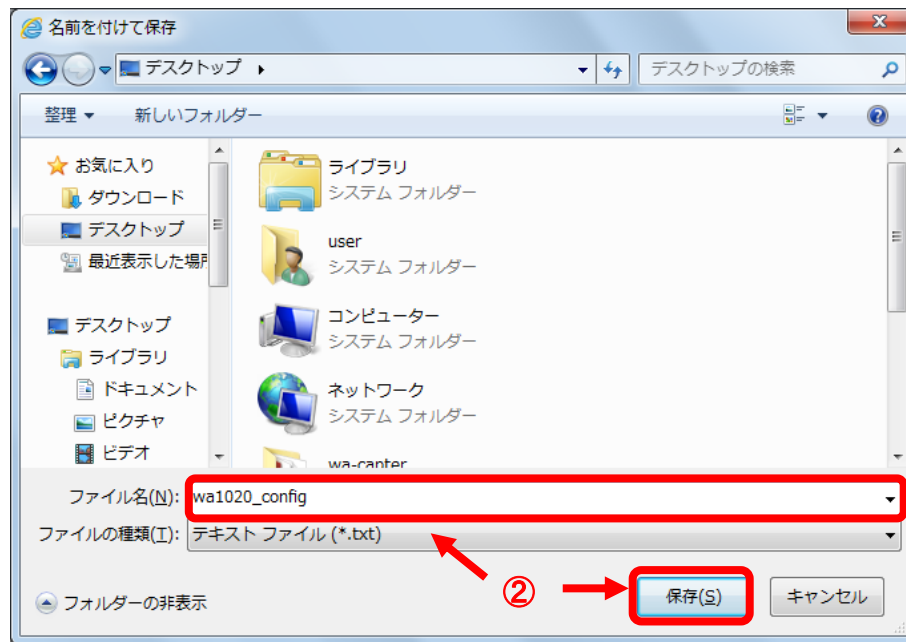 名前を付けて保存
デスクトップ
デスクトップの検索
整理 新しいフォルダー
お気に入り
ダウンロード
デスクトップ
最近表示した場所
デスクトップ
ライブラリ
ドキュメント
ピクチャ
ビデオ
ライブラリ
システム フォルダー
user
システム フォルダー
コンピューター
システム フォルダー
ネットワーク
システム フォルダー
wa-canter
ファイル名(N): wa1020_config
ファイルの種類(T): テキスト ファイル (*.txt)
②
フォルダーの非表示
保存(S)
キャンセル